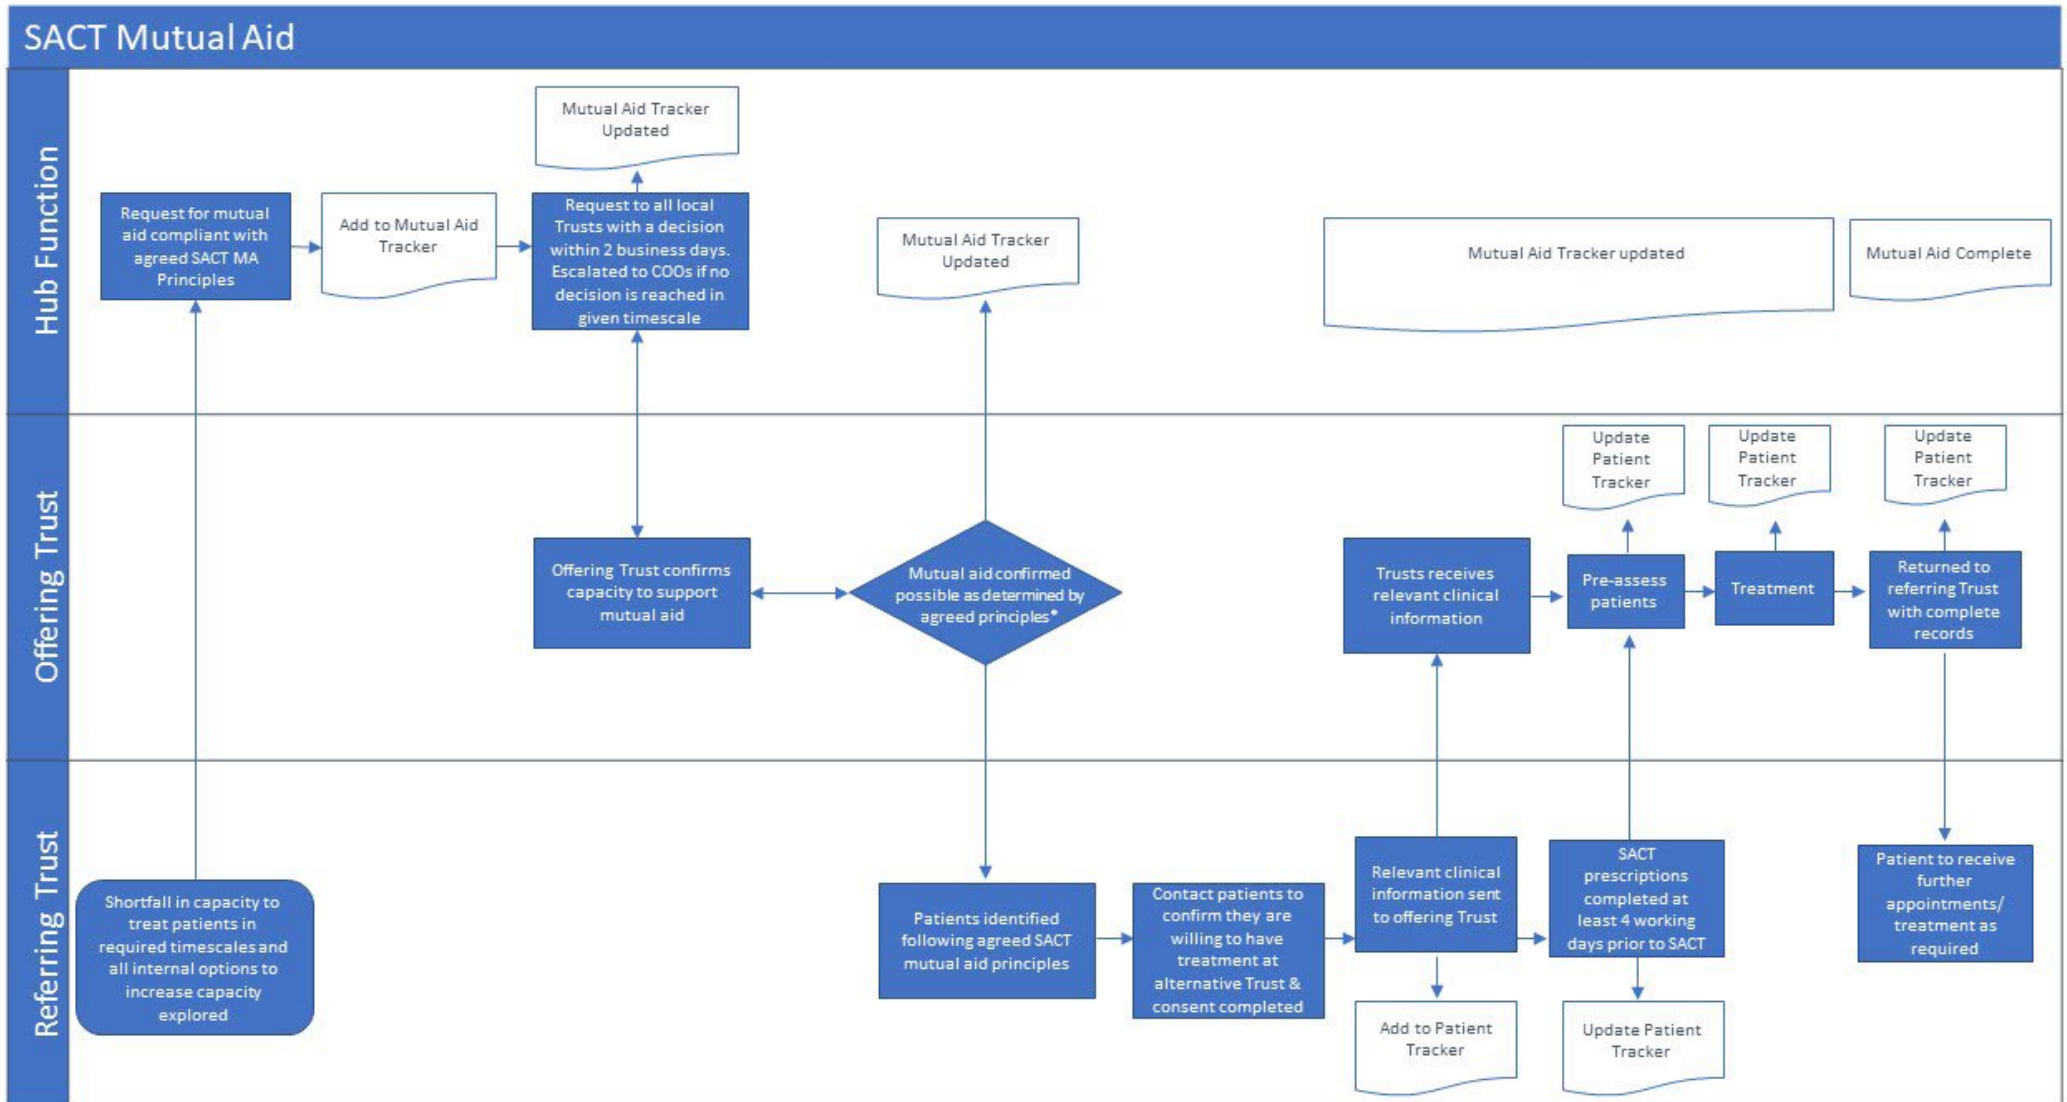 SACT Mutual Aid
Hub Function
Mutual Aid Tracker
Updated
Request for mutual
aid compliant with
agreed SACT MA
Principles
Add to Mutual Aid
Tracker
Request to all local
Trusts with a decision
within 2 business days.
Escalated to COOs if no
decision is reached in
given timescale
Mutual Aid Tracker
Updated
Mutual Aid Tracker updated
Mutual Aid Complete
Offering Trust
Update
Patient
Tracker
Update
Patient
Tracker
Update
Patient
Tracker
Offering Trust confirms
capacity to support
mutual aid
Mutual aid confirmed
possible as determined by
agreed principles*
Trusts receives
relevant clinical
information
Pre-assess
patients
Treatment
Returned to
referring Trust
with complete
records
Referring Trust
Shortfall in capacity to
treat patients in
required timescales and
all internal options to
increase capacity
explored
Patients identified
following agreed SACT
mutual aid principles
Contact patients to
confirm they are
willing to have
treatment at
alternative Trust &
consent completed
Relevant clinical
information sent
to offering Trust
SACT
prescriptions
completed at
least 4 working
days prior to SACT
Patient to receive
further
appointments/
treatment as
required
Add to Patient
Tracker
Update Patient
Tracker